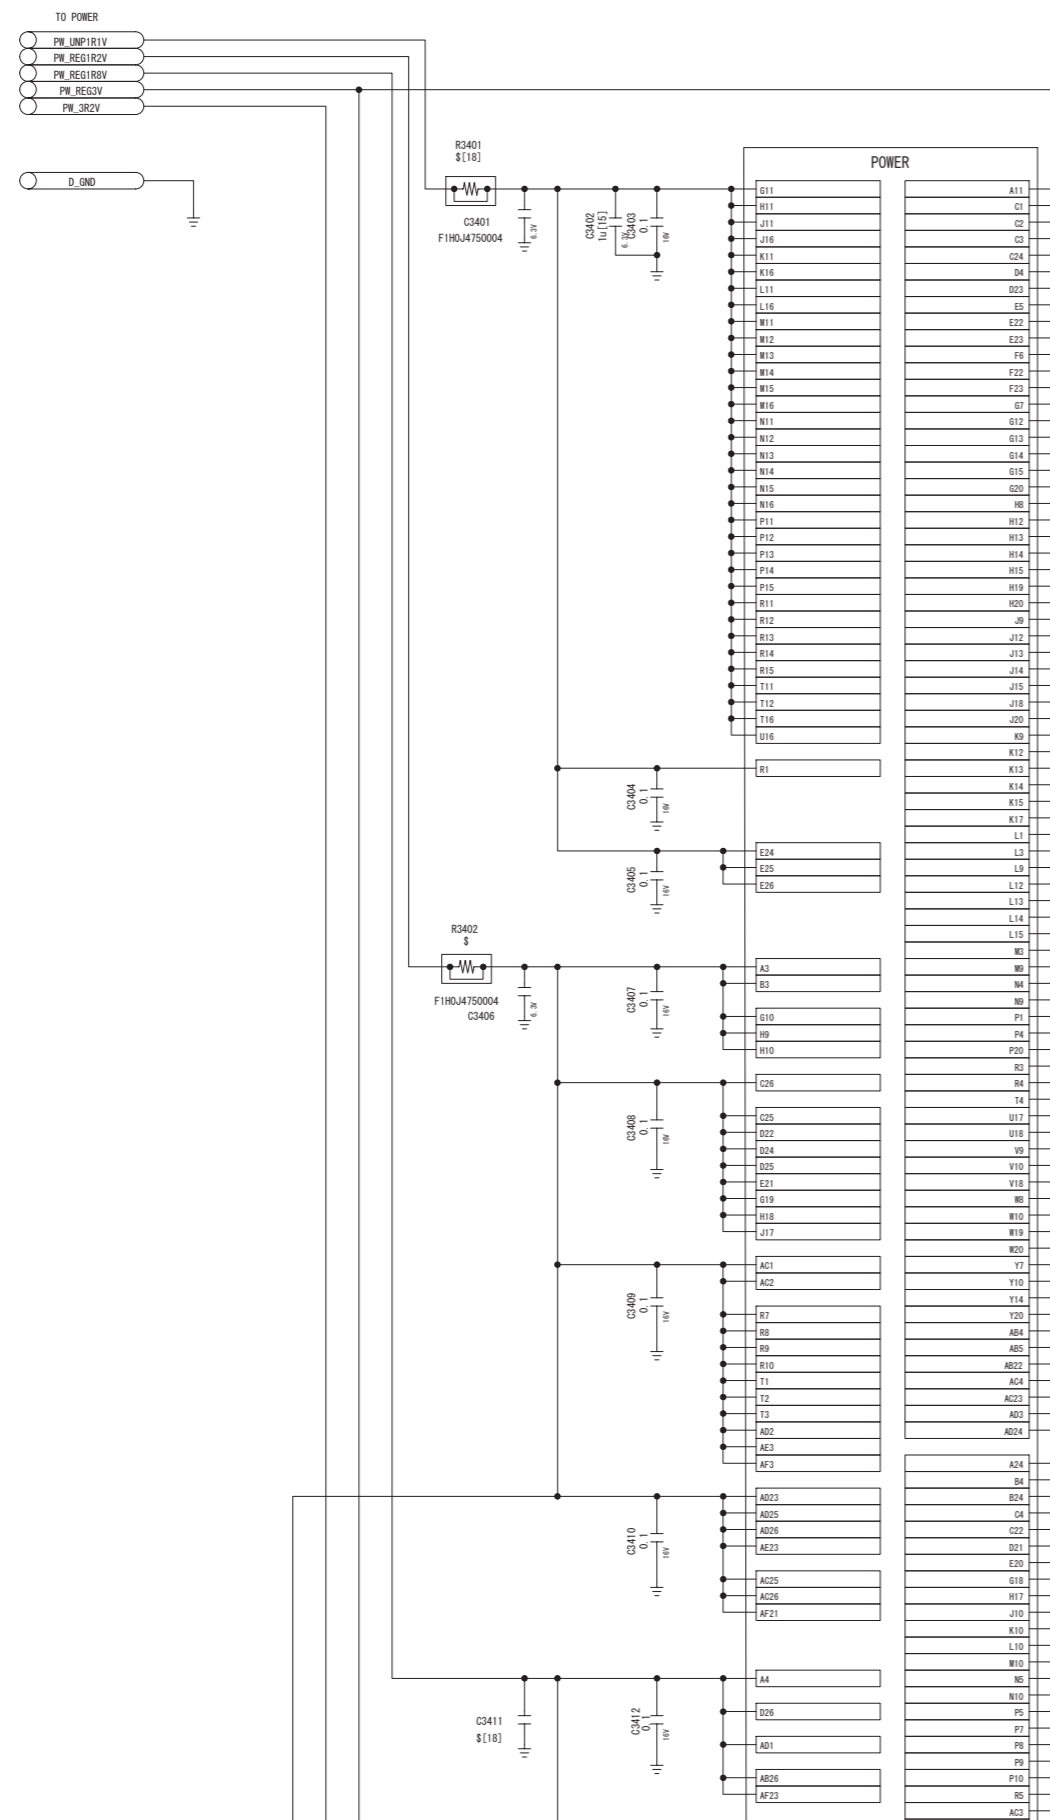 TO POWER
PW_UNP1R1V
PW_REG1R2V
PW_REG1R8V
PW_REG3V
PW_3R2V
D_GND
R3401
$[18]
C3401
F1H0J4750004
6.3V
C3402
1u[15]
6.3V
C3403
0.1
16V
POWER
G11
H11
J11
J16
K11
K16
L11
L16
M11
M12
M13
M14
M15
M16
N11
N12
N13
N14
N15
N16
P11
P12
P13
P14
P15
R11
R12
R13
R14
R15
T11
T12
T16
U16
C3404
0.1
16V
R1
C3405
0.1
16V
E24
E25
E26
R3402
$
F1H0J4750004
C3406
6.3V
C3407
0.1
16V
A3
B3
G10
H9
H10
C3408
0.1
16V
C26
C25
D22
D24
D25
E21
G19
H18
J17
C3409
0.1
16V
AC1
AC2
R7
R8
R9
R10
T1
T2
T3
AD2
AE3
AF3
C3410
0.1
16V
AD23
AD25
AD26
AE23
AC25
AC26
AF21
C3411
$[18]
C3412
0.1
16V
A4
D26
AD1
AB26
AF23
A11
C1
C2
C3
C24
D4
D23
E5
E22
E23
F6
F22
F23
G7
G12
G13
G14
G15
G20
H8
H12
H13
H14
H15
H19
H20
J9
J12
J13
J14
J15
J18
J20
K9
K12
K13
K14
K15
K17
L1
L3
L9
L12
L13
L14
L15
M3
M9
N4
N9
P1
P4
P20
R3
R4
T4
U17
U18
V9
V10
V18
W8
W10
W19
W20
Y7
Y10
Y14
Y20
AB4
AB5
AB22
AC4
AC23
AD3
AD24
A24
B4
B24
C4
C22
D21
E20
G18
H17
J10
K10
L10
M10
N5
N10
P5
P7
P8
P9
P10
R5
AC3